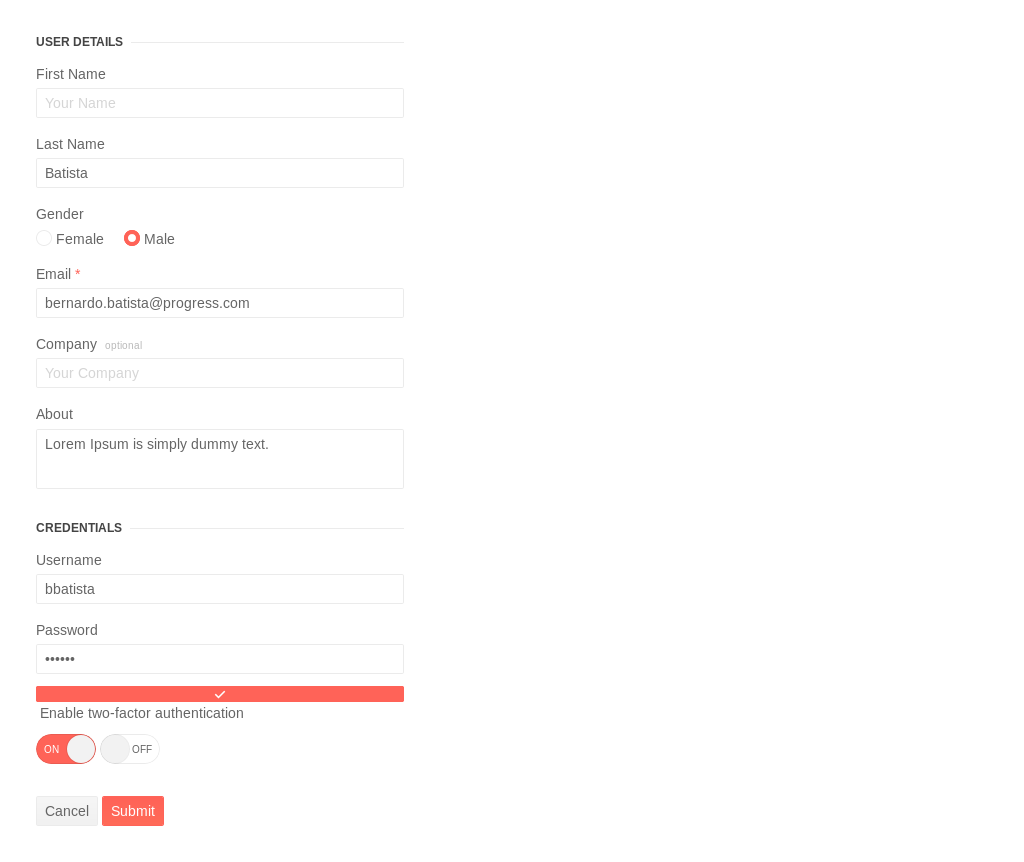 USER DETAILS
First Name
Your Name
Last Name
Batista
Gender
Female Male
Email *
bernardo.batista@progress.com
Company optional
Your Company
About
Lorem Ipsum is simply dummy text.
CREDENTIALS
Username
bbatista
Password
••••••
Enable two-factor authentication
ON OFF
Cancel Submit